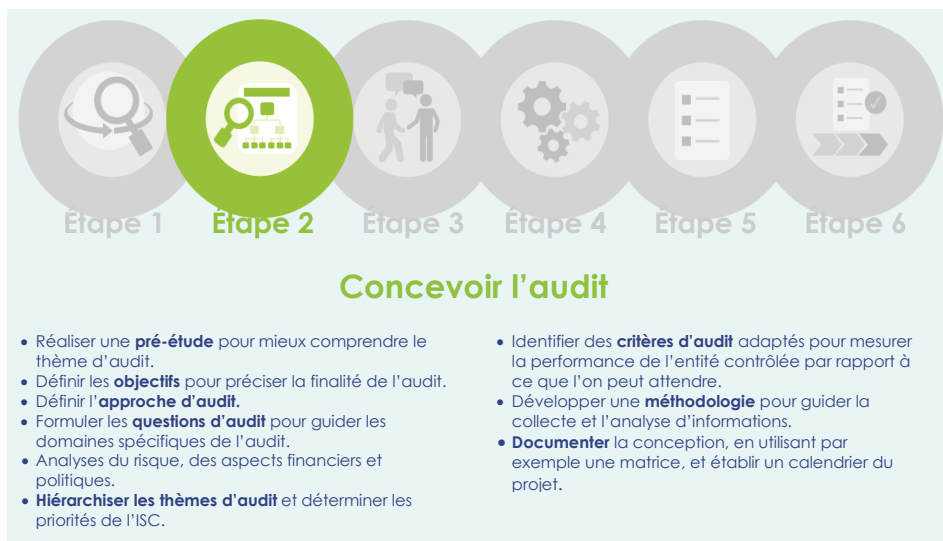 Étape 1
Étape 2
Étape 3
Étape 4
Étape 5
Étape 6
Concevoir l’audit
• Réaliser une pré-étude pour mieux comprendre le
thème d’audit.
• Définir les objectifs pour préciser la finalité de l’audit.
• Définir l’approche d’audit.
• Formuler les questions d’audit pour guider les
domaines spécifiques de l’audit.
• Analyses du risque, des aspects financiers et
politiques.
• Hiérarchiser les thèmes d’audit et déterminer les
priorités de l’ISC.
• Identifier des critères d’audit adaptés pour mesurer
la performance de l’entité contrôlée par rapport à
ce que l’on peut attendre.
• Développer une méthodologie pour guider la
collecte et l’analyse d’informations.
• Documenter la conception, en utilisant par
exemple une matrice, et établir un calendrier du
projet.